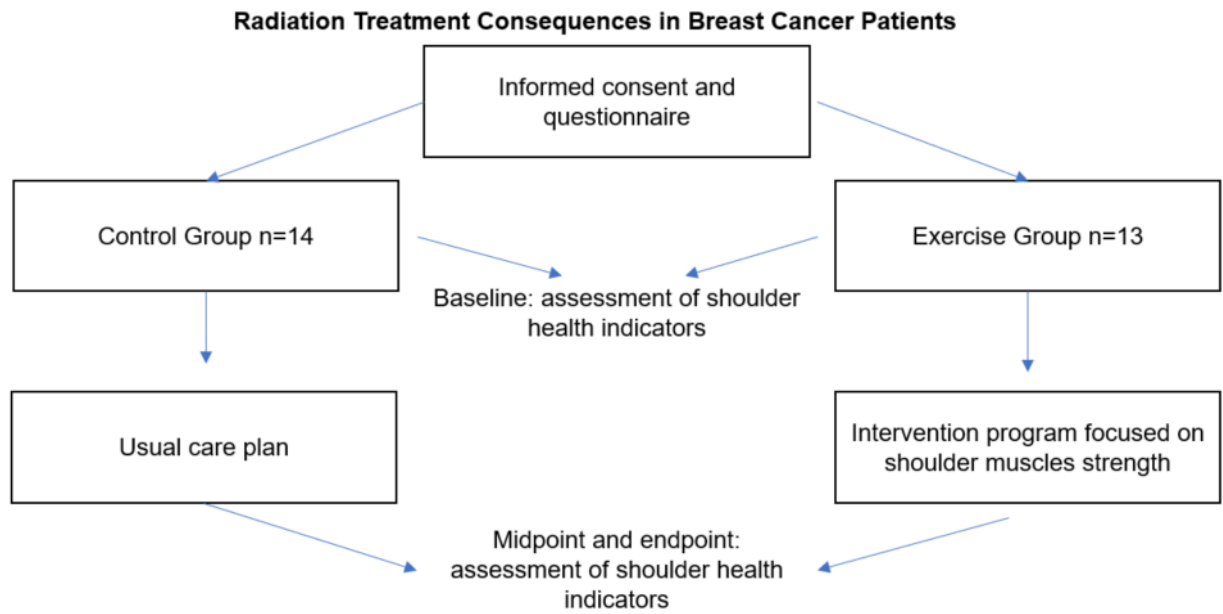 Radiation Treatment Consequences in Breast Cancer Patients
Informed consent and
questionnaire
Control Group n=14
Exercise Group n=13
Baseline: assessment of shoulder
health indicators
Usual care plan
Intervention program focused on
shoulder muscles strength
Midpoint and endpoint:
assessment of shoulder health
indicators